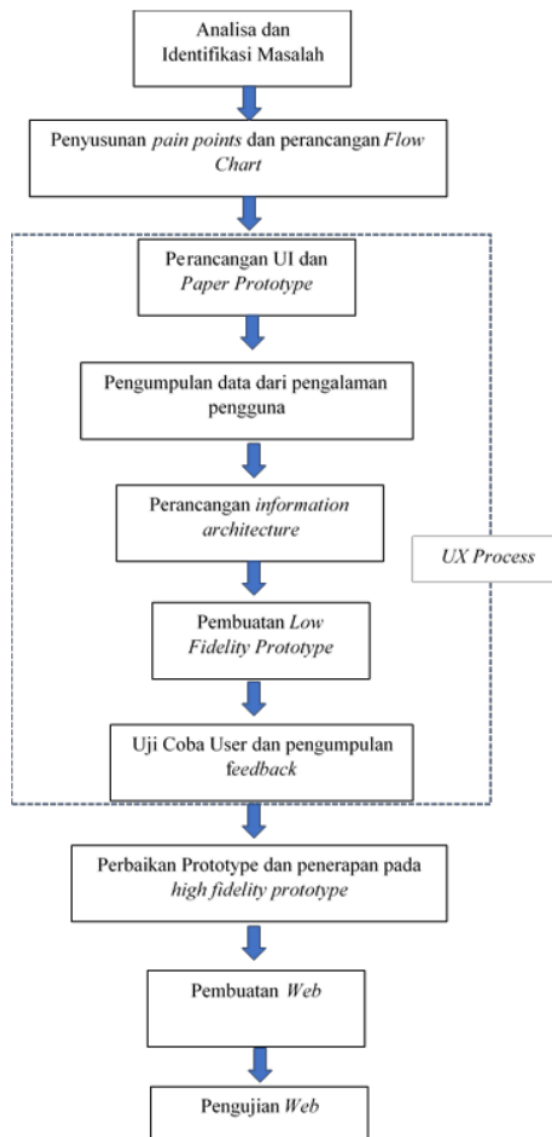 Analisa dan
Identifikasi Masalah
Penyusunan pain points dan perancangan Flow
Chart
Perancangan UI dan
Paper Prototype
Pengumpulan data dari pengalaman
pengguna
Perancangan information
architecture
UX Process
Pembuatan Low
Fidelity Prototype
Uji Coba User dan pengumpulan
feedback
Perbaikan Prototype dan penerapan pada
high fidelity prototype
Pembuatan Web
Pengujian Web